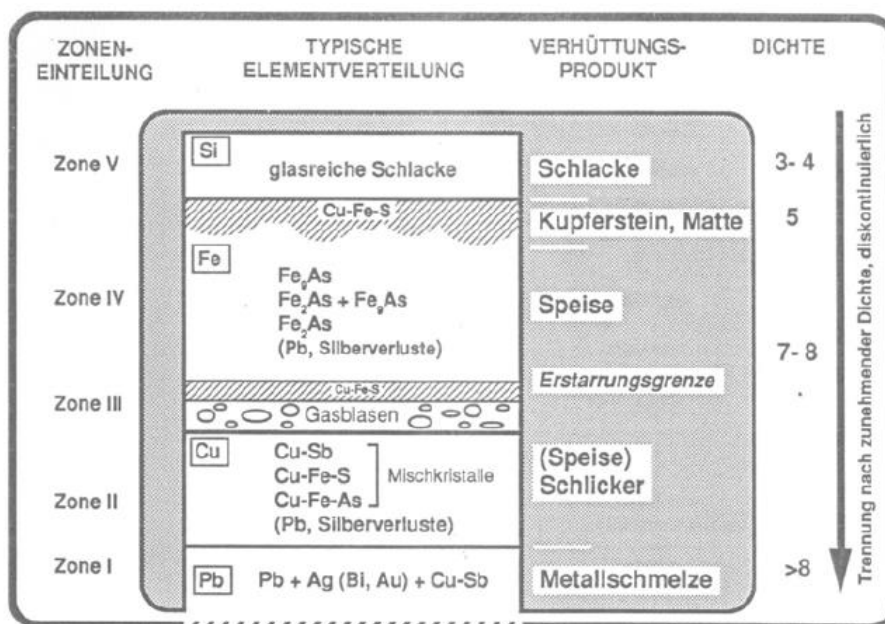 ZONEN-
EINTEILUNG
TYPISCHE
ELEMENTVERTEILUNG
VERHÜTTUNGS-
PRODUKT
DICHTE
Zone V
Si
glasreiche Schlacke
Schlacke
3-4
Cu-Fe-S
Kupferstein, Matte
5
Zone IV
Fe
Fe₉As
Fe₂As + Fe₉As
Fe₂As
(Pb, Silberverluste)
Speise
7-8
Cu-Fe-S
Erstarrungsgrenze
Zone III
Gasblasen
Zone II
Cu
Cu-Sb
Cu-Fe-S
Cu-Fe-As
Mischkristalle
(Pb, Silberverluste)
(Speise)
Schlicker
Zone I
Pb
Pb + Ag (Bi, Au) + Cu-Sb
Metallschmelze
>8
Trennung nach zunehmender Dichte, diskontinuierlich